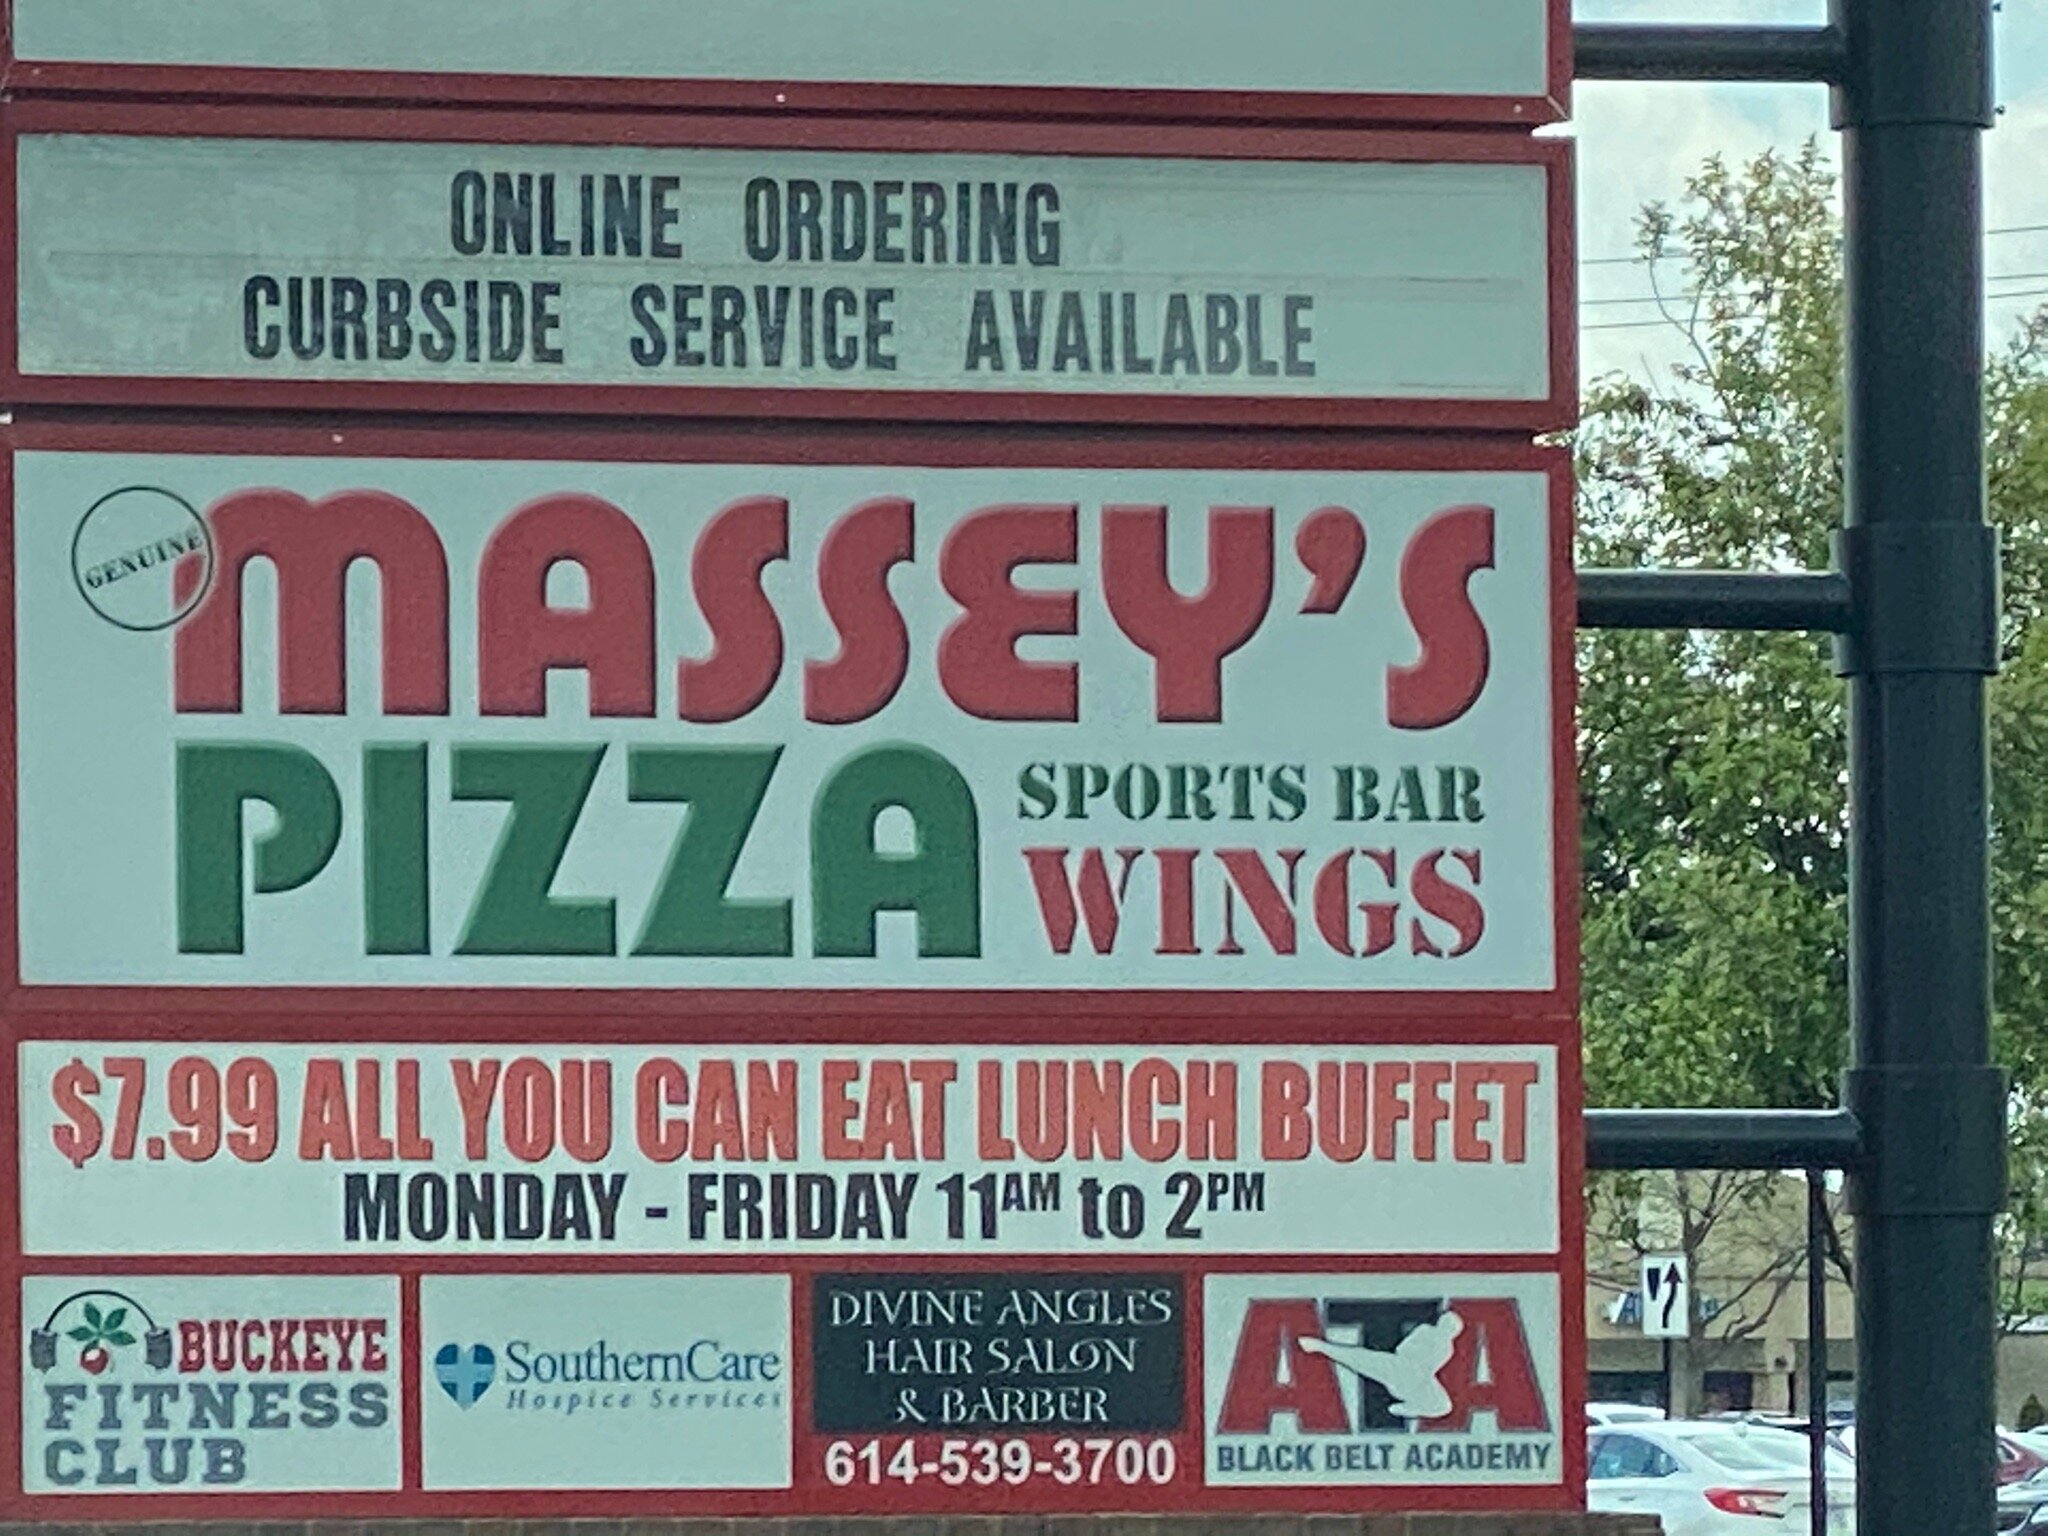 ONLINE ORDERING
CURBSIDE SERVICE AVAILABLE
GENUINE
MASSEY'S
PIZZA
SPORTS BAR
WINGS
$7.99 ALL YOU CAN EAT LUNCH BUFFET
MONDAY - FRIDAY 11AM to 2PM
BUCKEYE
FITNESS
CLUB
SouthernCare
Hospice Services
DIVINE ANGLES
HAIR SALON
& BARBER
614-539-3700
ATA
BLACK BELT ACADEMY